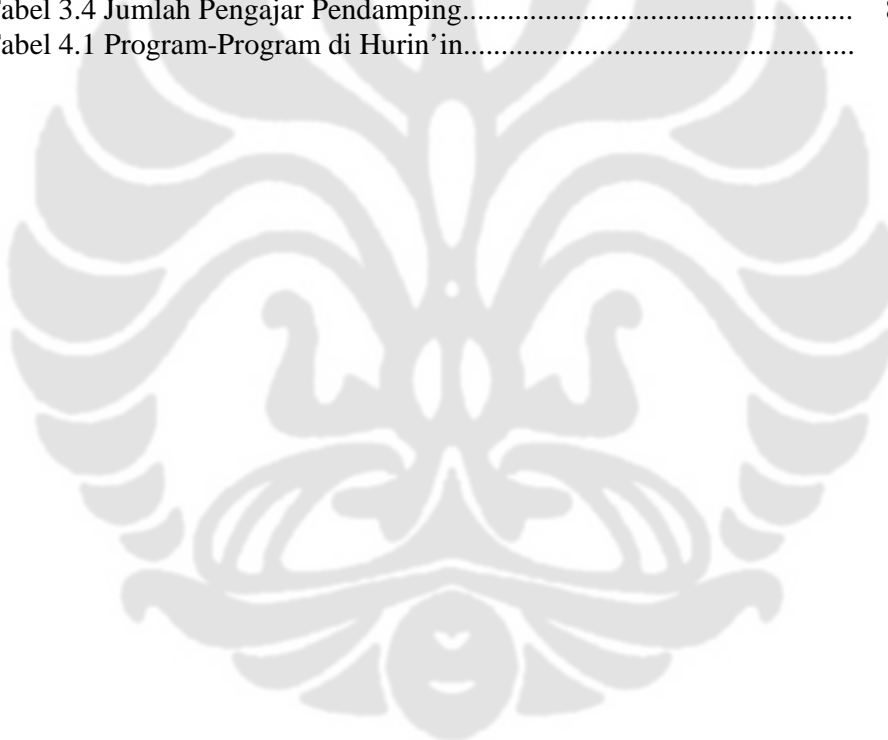 abel 3.4 Jumlah Pengajar Pendamping.....................................................
abel 4.1 Program-Program di Hurin’in.....................................................